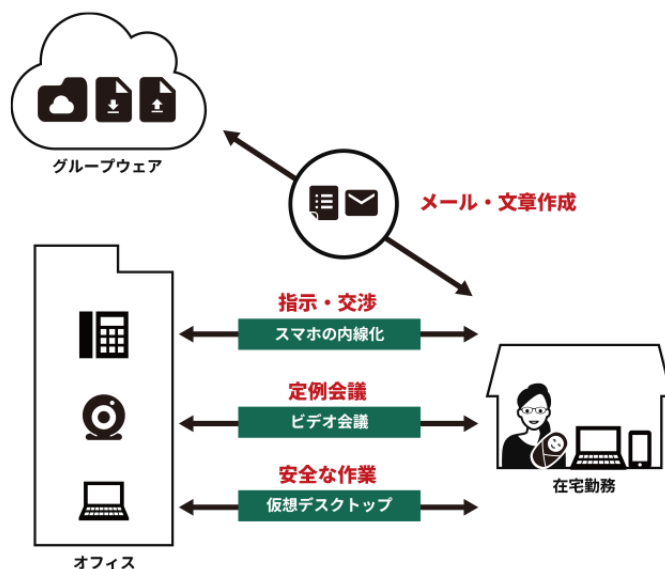 グループウェア
メール・文章作成
指示・交渉
スマホの内線化
定例会議
ビデオ会議
安全な作業
仮想デスクトップ
在宅勤務
オフィス